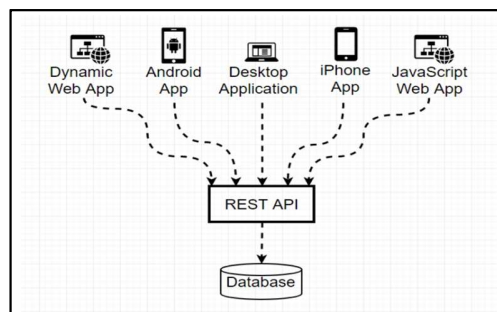 Dynamic
Web App
Android
App
Desktop
Application
iPhone
App
JavaScript
Web App
REST API
Database